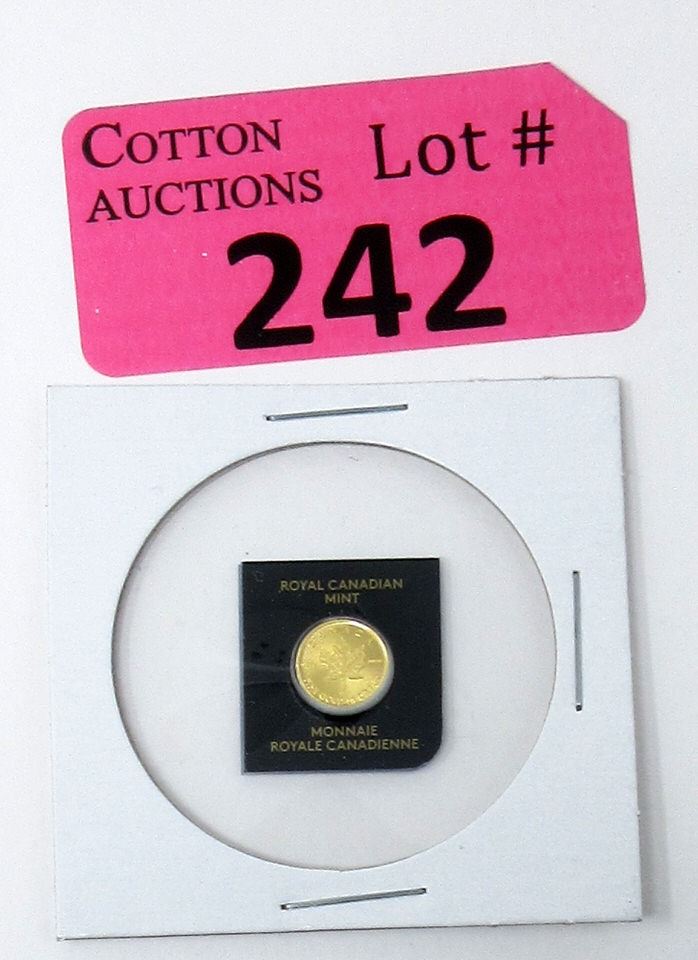 COTTON
AUCTIONS
Lot #
242
ROYAL CANADIAN
MINT
MONNAIE
ROYALE CANADIENNE